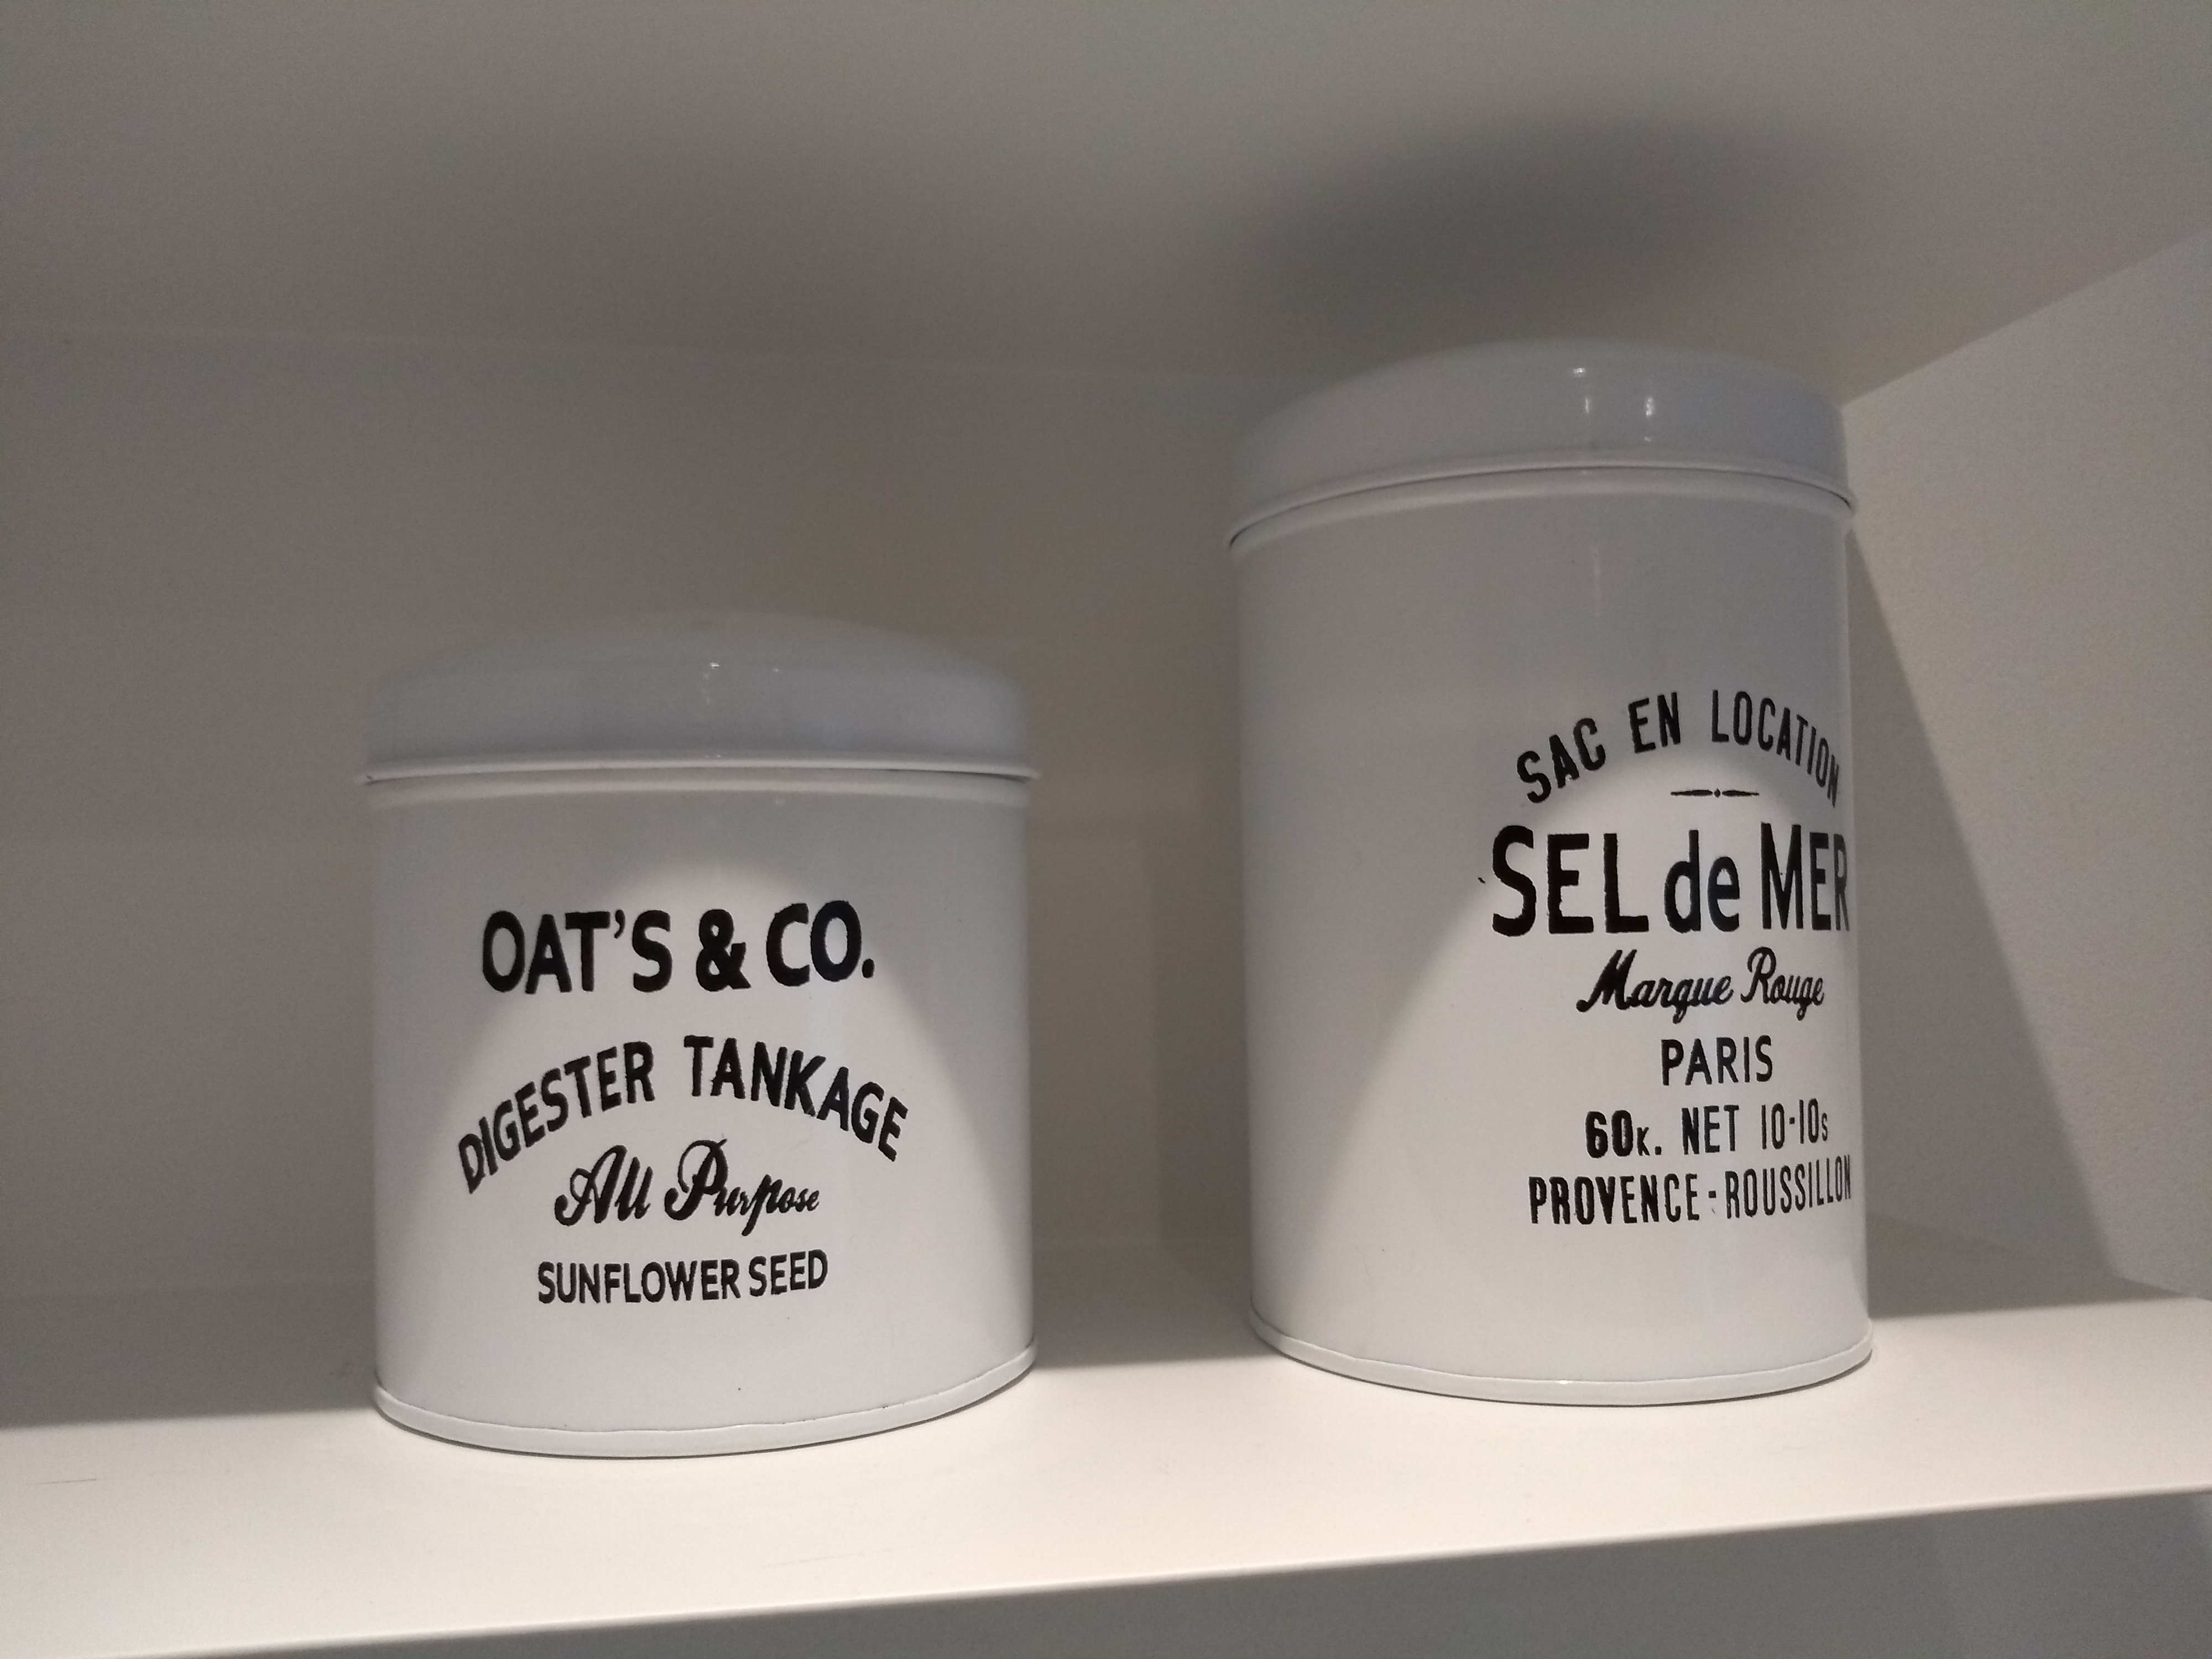 OAT'S & CO.
DIGESTER TANKAGE
All Purpose
SUNFLOWER SEED
SAC EN LOCATION
SEL de MER
Marque Rouge
PARIS
60K. NET 10-10s
PROVENCE-ROUSSILLON